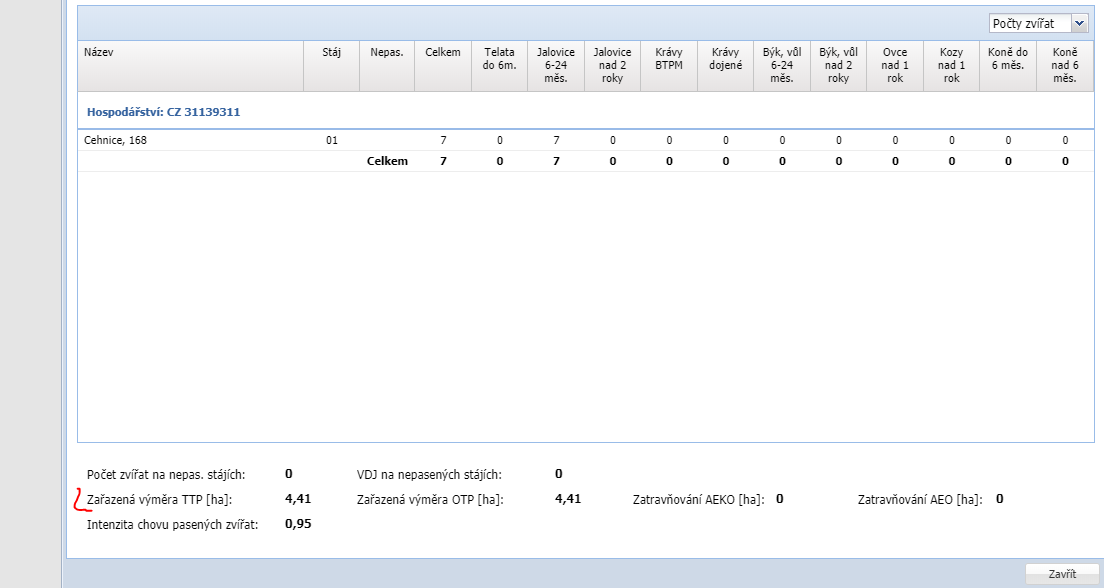 Počty zvířat
Název Stáj Nepas. Celkem Telata do 6m. Jalovice 6-24 měs. Jalovice nad 2 roky Krávy BTPM Krávy dojené Býk, vůl 6-24 měs. Býk, vůl nad 2 roky Ovce nad 1 rok Kozy nad 1 rok Koně do 6 měs. Koně nad 6 měs.
Hospodářství: CZ 31139311
Cehnice, 168 01 7 0 7 0 0 0 0 0 0 0 0 0
Celkem 7 0 7 0 0 0 0 0 0 0 0 0
Počet zvířat na nepas. stájích: 0 VDJ na nepasených stájích: 0
Zařazená výměra TTP [ha]: 4,41 Zařazená výměra OTP [ha]: 4,41 Zatravňování AEKO [ha]: 0 Zatravňování AEO [ha]: 0
Intenzita chovu pasených zvířat: 0,95
Zavřít